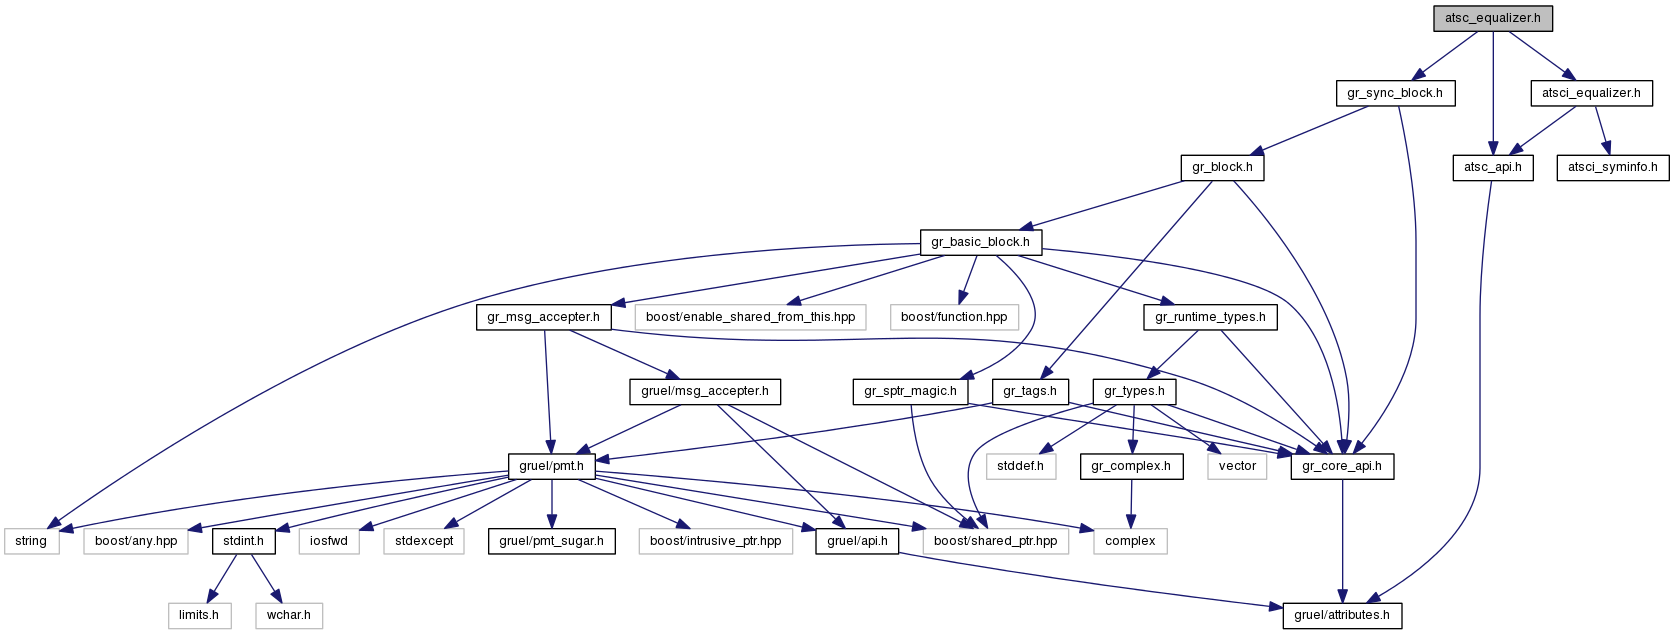 atsc_equalizer.h
gr_sync_block.h
atsci_equalizer.h
gr_block.h
atsc_api.h
atsci_syminfo.h
gr_basic_block.h
gr_msg_accepter.h
boost/enable_shared_from_this.hpp
boost/function.hpp
gr_runtime_types.h
gruel/msg_accepter.h
gr_sptr_magic.h
gr_tags.h
gr_types.h
gruel/pmt.h
stddef.h
gr_complex.h
vector
gr_core_api.h
string
boost/any.hpp
stdint.h
iosfwd
stdexcept
gruel/pmt_sugar.h
boost/intrusive_ptr.hpp
gruel/api.h
boost/shared_ptr.hpp
complex
limits.h
wchar.h
gruel/attributes.h